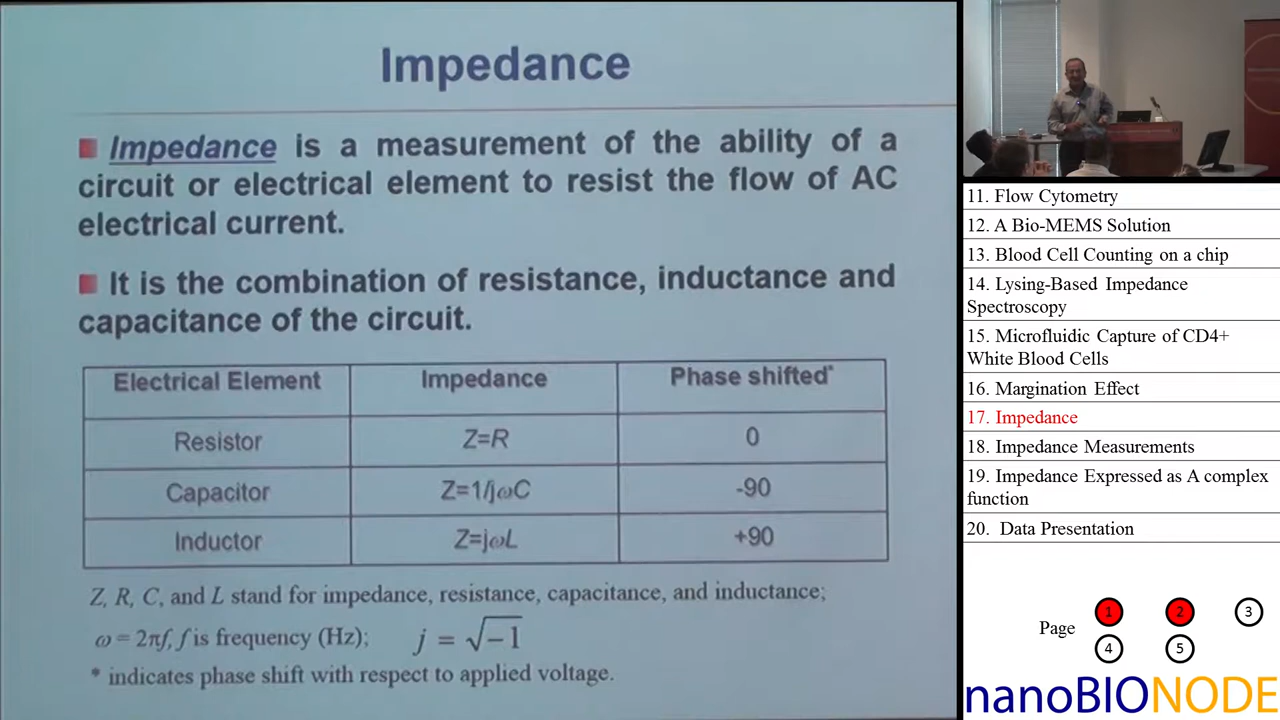 Impedance
Impedance is a measurement of the ability of a
circuit or electrical element to resist the flow of AC
electrical current.
It is the combination of resistance, inductance and
capacitance of the circuit.
Electrical Element Impedance Phase shifted*
Resistor Z=R 0
Capacitor Z=1/jωC -90
Inductor Z=jωL +90
Z, R, C, and L stand for impedance, resistance, capacitance, and inductance;
ω = 2πf, f is frequency (Hz); j = √-1
* indicates phase shift with respect to applied voltage.
11. Flow Cytometry
12. A Bio-MEMS Solution
13. Blood Cell Counting on a chip
14. Lysing-Based Impedance
Spectroscopy
15. Microfluidic Capture of CD4+
White Blood Cells
16. Margination Effect
17. Impedance
18. Impedance Measurements
19. Impedance Expressed as A complex
function
20. Data Presentation
Page 1 2 3
4 5
nanoBIONODE